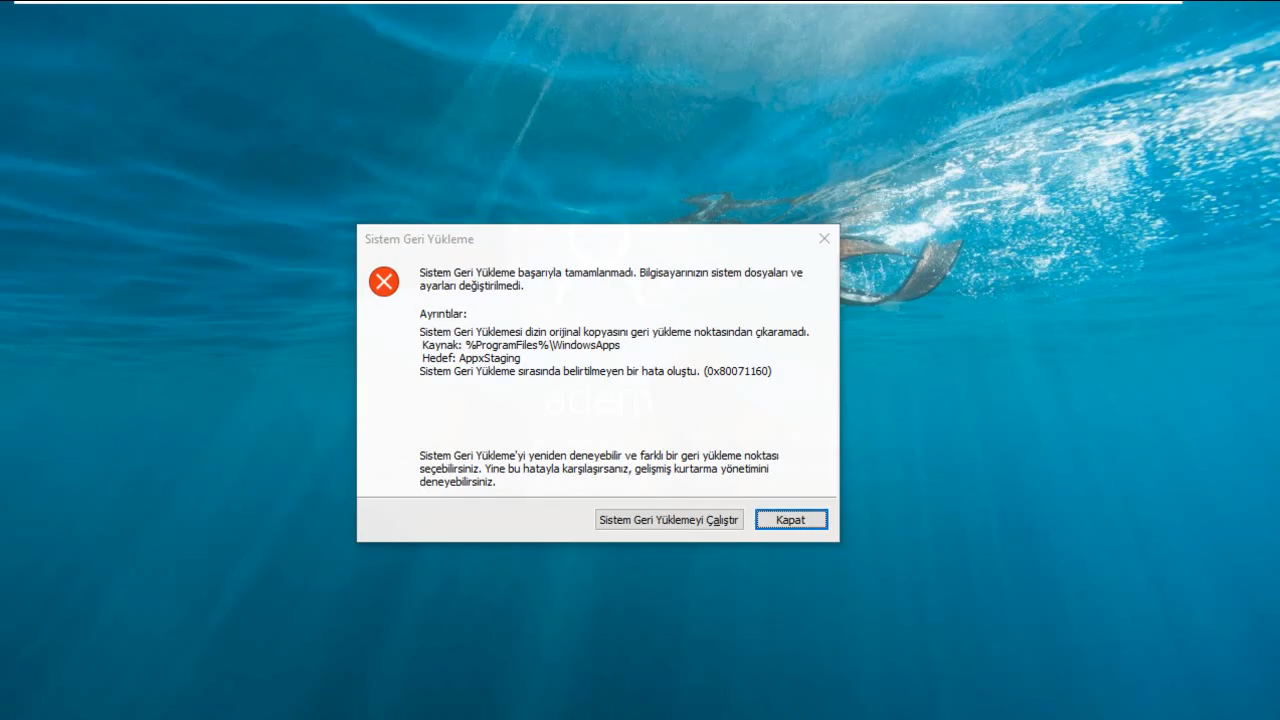 Sistem Geri Yükleme
Sistem Geri Yükleme başarıyla tamamlanmadı. Bilgisayarınızın sistem dosyaları ve
ayarları değiştirilmedi.
Ayrıntılar:
Sistem Geri Yüklemesi dizin orijinal kopyasını geri yükleme noktasından çıkaramadı.
Kaynak: %ProgramFiles%\WindowsApps
Hedef: AppxStaging
Sistem Geri Yükleme sırasında belirtilmeyen bir hata oluştu. (0x80071160)
adem
Sistem Geri Yükleme'yi yeniden deneyebilir ve farklı bir geri yükleme noktası
seçebilirsiniz. Yine bu hatayla karşılaşırsanız, gelişmiş kurtarma yönetimini
deneyebilirsiniz.
Sistem Geri Yüklemeyi Çalıştır
Kapat